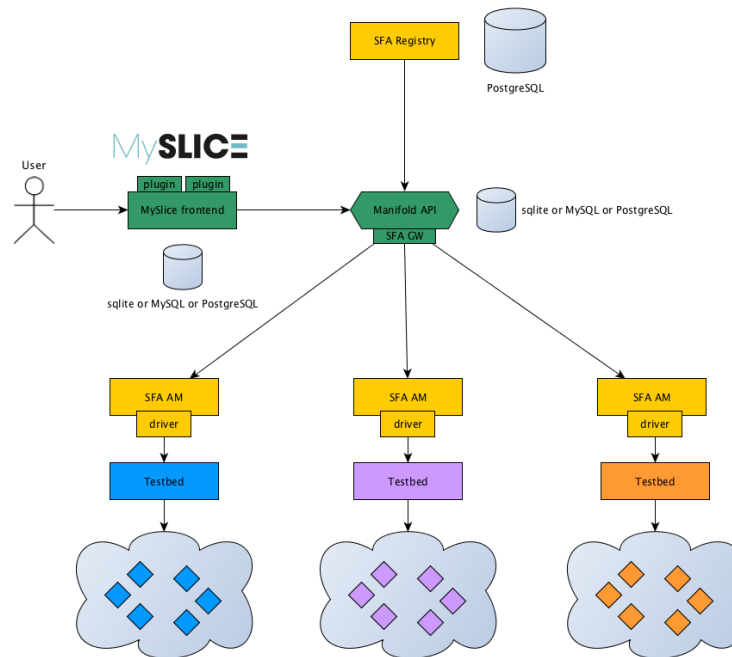 SFA Registry
PostgreSQL
MySLICE
User
plugin plugin
MySlice frontend
Manifold API
SFA GW
sqlite or MySQL or PostgreSQL
sqlite or MySQL or PostgreSQL
SFA AM
driver
Testbed
SFA AM
driver
Testbed
SFA AM
driver
Testbed